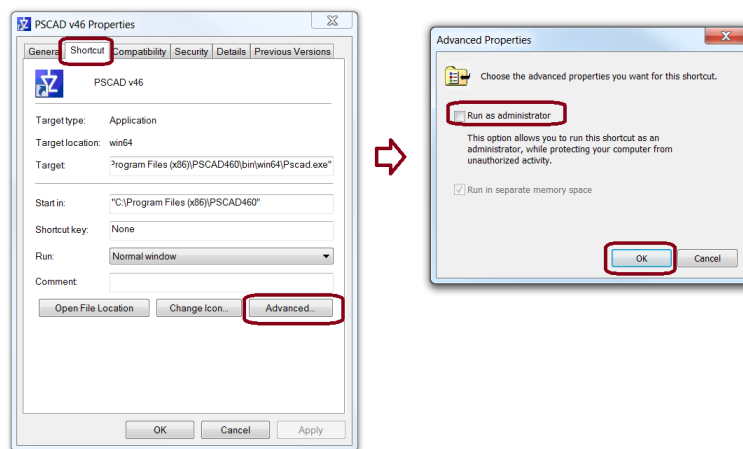 PSCAD v46 Properties
General Shortcut Compatibility Security Details Previous Versions
PSCAD v46
Target type: Application
Target location: win64
Target: Program Files (x86)\PSCAD460\bin\win64\Pscad.exe"
Start in: "C:\Program Files (x86)\PSCAD460"
Shortcut key: None
Run: Normal window
Comment:
Open File Location Change Icon... Advanced...
OK Cancel Apply
Advanced Properties
Choose the advanced properties you want for this shortcut.
Run as administrator
This option allows you to run this shortcut as an
administrator, while protecting your computer from
unauthorized activity.
Run in separate memory space
OK Cancel